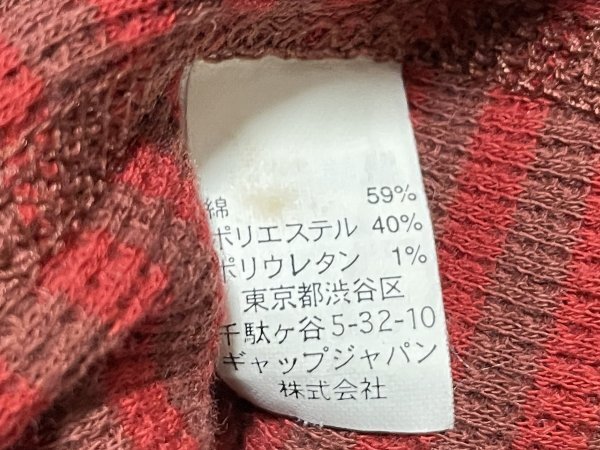 綿 59%
ポリエステル 40%
ポリウレタン 1%
東京都渋谷区
千駄ヶ谷5-32-10
ギャップジャパン
株式会社